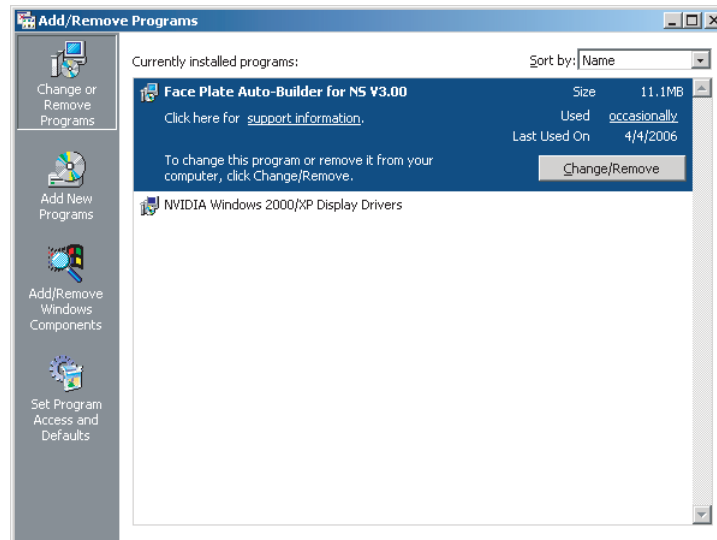 Add/Remove Programs
Change or
Remove
Programs
Add New
Programs
Add/Remove
Windows
Components
Set Program
Access and
Defaults
Currently installed programs:
Sort by: Name
Face Plate Auto-Builder for NS V3.00
Size 11.1MB
Click here for support information.
Used occasionally
Last Used On 4/4/2006
To change this program or remove it from your
computer, click Change/Remove.
Change/Remove
NVIDIA Windows 2000/XP Display Drivers